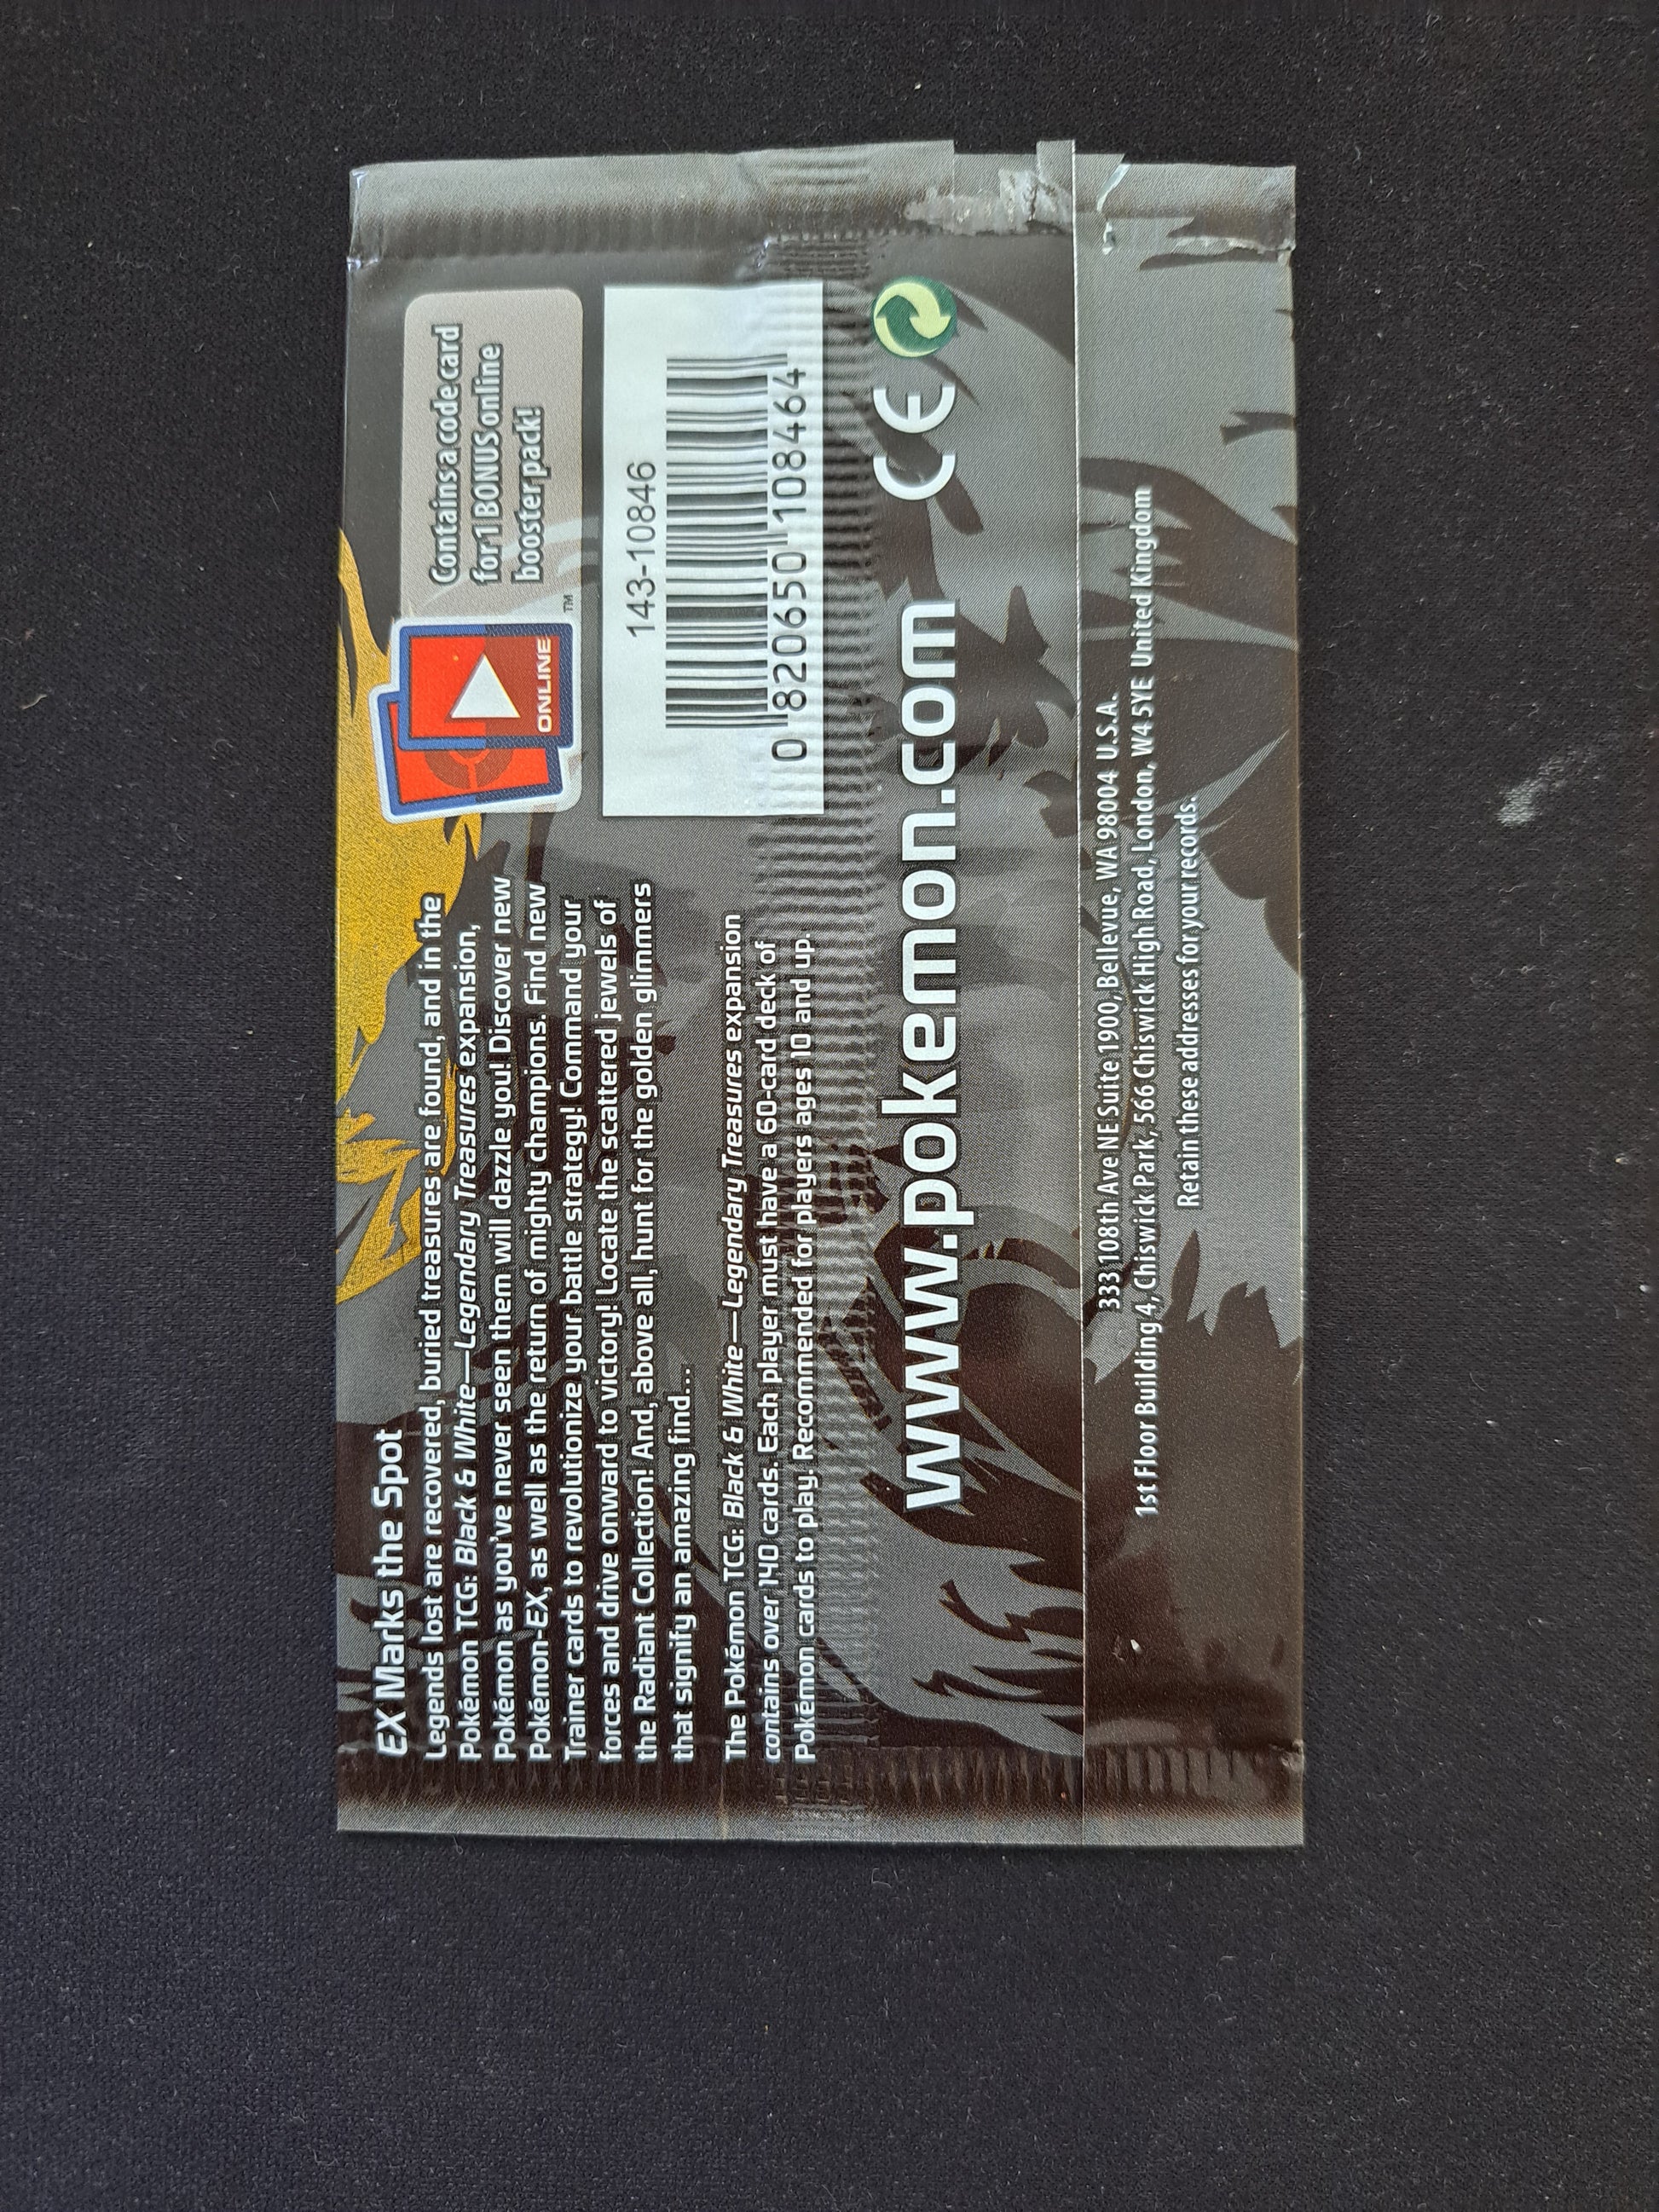 EX Marks the Spot
Legends lost are recovered, buried treasures are found, and in the
Pokémon TCG: Black & White—Legendary Treasures expansion,
Pokémon as you've never seen them will dazzle you! Discover new
Pokémon-EX, as well as the return of mighty champions. Find new
Trainer cards to revolutionize your battle strategy! Command your
forces and drive onward to victory! Locate the scattered jewels of
the Radiant Collection! And, above all, hunt for the golden glimmers
that signify an amazing find...
The Pokémon TCG: Black & White—Legendary Treasures expansion
contains over 140 cards. Each player must have a 60-card deck of
Pokémon cards to play. Recommended for players ages 10 and up.
ONLINE
TM
Contains a code card
for 1 BONUS online
booster pack!
143-10846
0 820650 108464
www.pokemon.com
CE
333 108th Ave NE Suite 1900, Bellevue, WA 98004 U.S.A.
1st Floor Building 4, Chiswick Park, 566 Chiswick High Road, London, W4 5YE United Kingdom
Retain these addresses for your records.